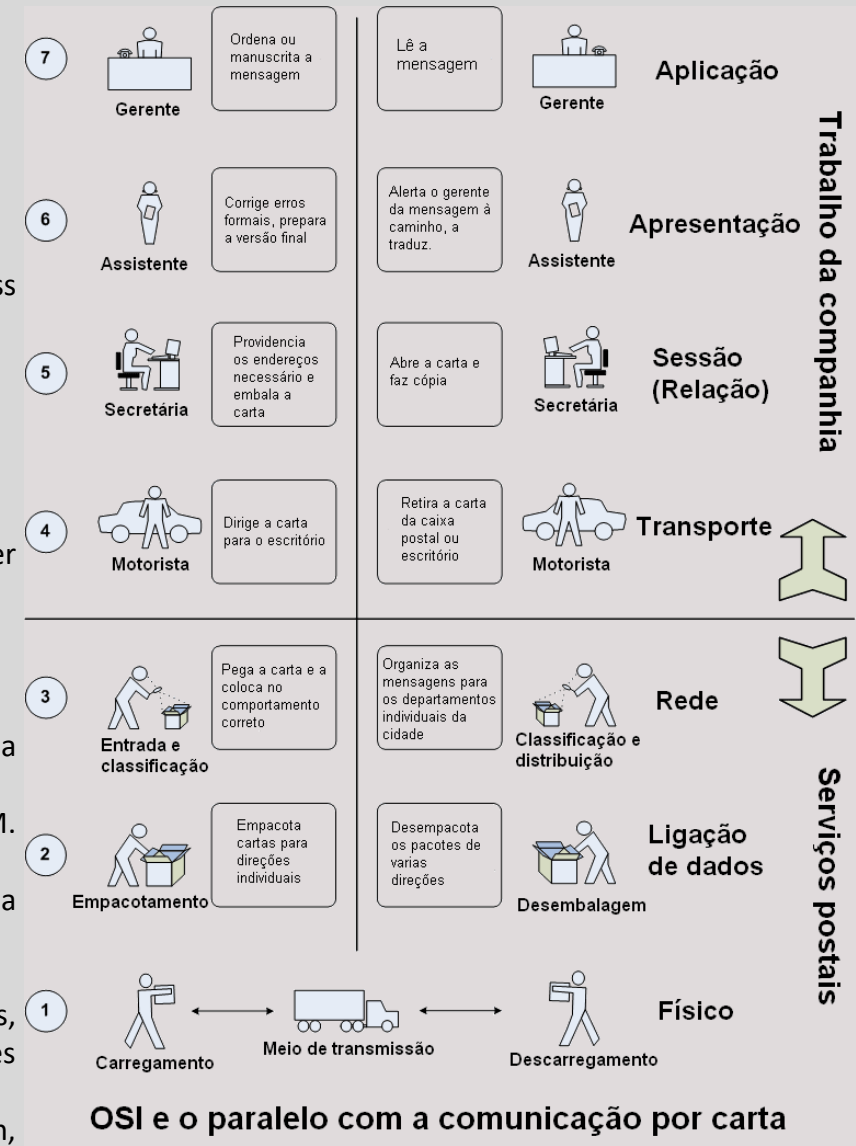 7
Gerente
Ordena ou
manuscrita a
mensagem
Lê a
mensagem
Gerente
Aplicação
6
Assistente
Corrige erros
formais, prepara
a versão final
Alerta o gerente
da mensagem à
caminho, a
traduz.
Assistente
Apresentação
5
Secretária
Providencia
os endereços
necessário e
embala a
carta
Abre a carta e
faz cópia
Secretária
Sessão
(Relação)
4
Motorista
Dirige a carta
para o escritório
Retira a carta
da caixa
postal ou
escritório
Motorista
Transporte
Trabalho da companhia
3
Entrada e
classificação
Pega a carta e a
coloca no
comportamento
correto
Organiza as
mensagens para
os departamentos
individuais da
cidade
Classificação e
distribuição
Rede
2
Empacotamento
Empacota
cartas para
direções
individuais
Desempacota
os pacotes de
varias
direções
Desembalagem
Ligação
de dados
1
Carregamento
Meio de transmissão
Descarregamento
Físico
Serviços postais
OSI e o paralelo com a comunicação por carta